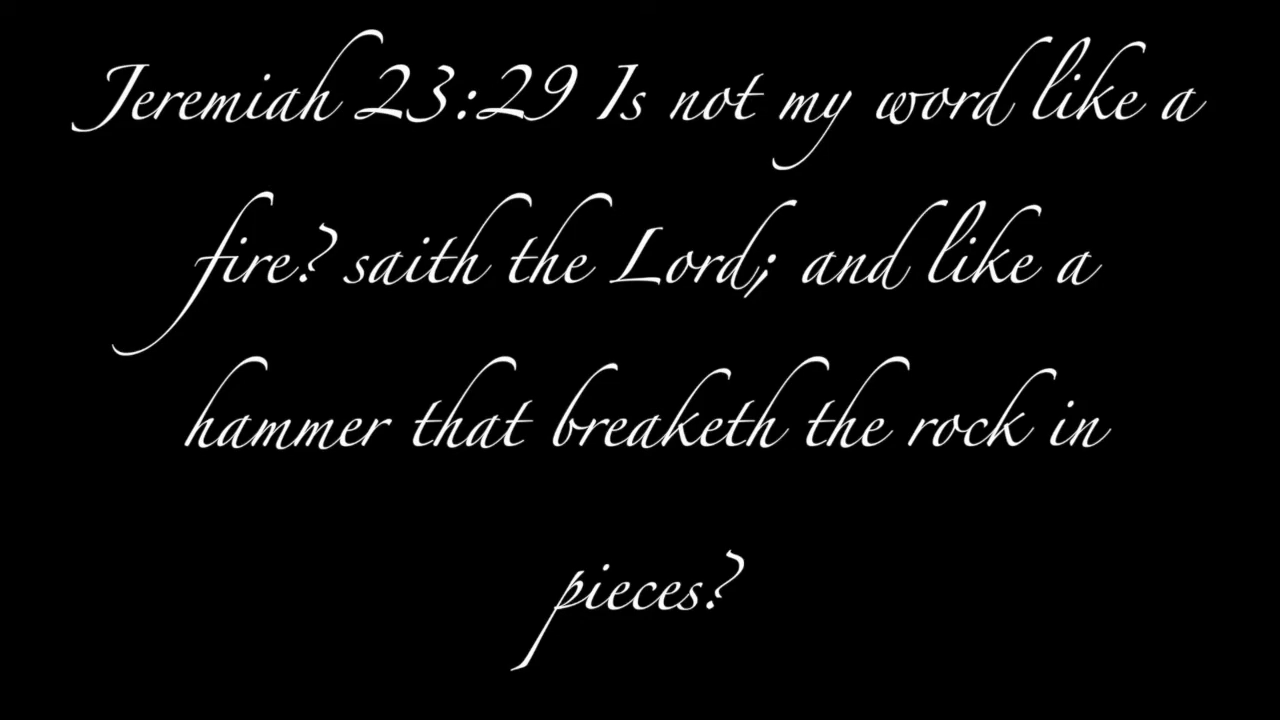 Jeremiah 23:29 Is not my word like a
fire? saith the Lord; and like a
hammer that breaketh the rock in
pieces?